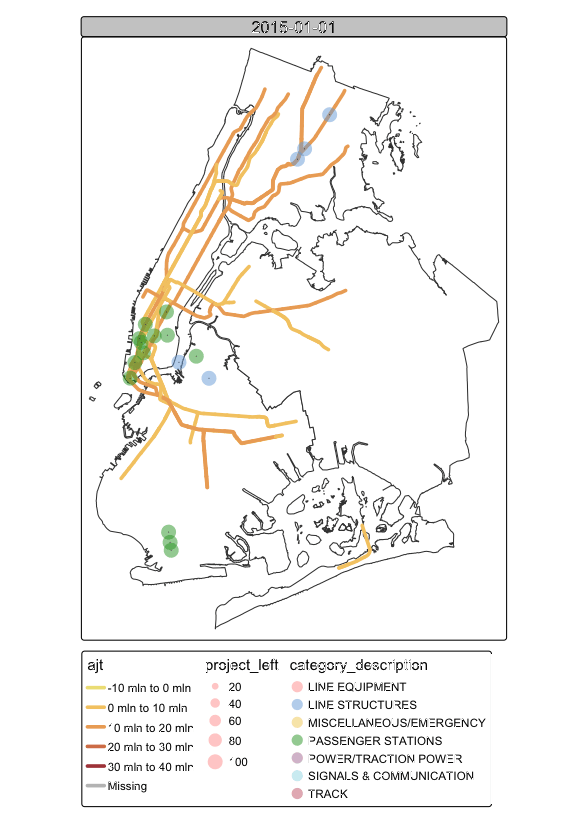 2015-01-01
ajt
-10 mln to 0 mln
0 mln to 10 mln
10 mln to 20 mln
20 mln to 30 mln
30 mln to 40 mln
Missing
project_left
20
40
60
80
100
category_description
LINE EQUIPMENT
LINE STRUCTURES
MISCELLANEOUS/EMERGENCY
PASSENGER STATIONS
POWER/TRACTION POWER
SIGNALS & COMMUNICATION
TRACK